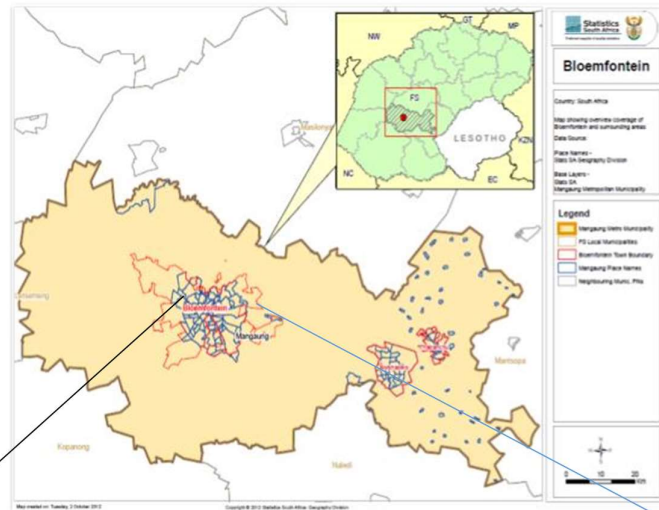 GT
MP
NW
FS
LESOTHO
KZN
NC
EC
Bloemfontein
Mangaung
Mantsopa
Kopanong
Naledi
Map created on: Tuesday, 2 October 2012
Copyright © 2012 Statistics South Africa: Geography Division
Statistics
South Africa
Bloemfontein
Country: South Africa
Map showing overview coverage of
Bloemfontein and surrounding areas
Data Source:
Place Names -
Stats SA Geography Division
Base Layers -
Stats SA
Mangaung Metropolitan Municipality
Legend
Mangaung Metro Municipality
FS Local Municipalities
Bloemfontein Town Boundary
Mangaung Place Names
Neighbouring Munic. PNs
0
10
20